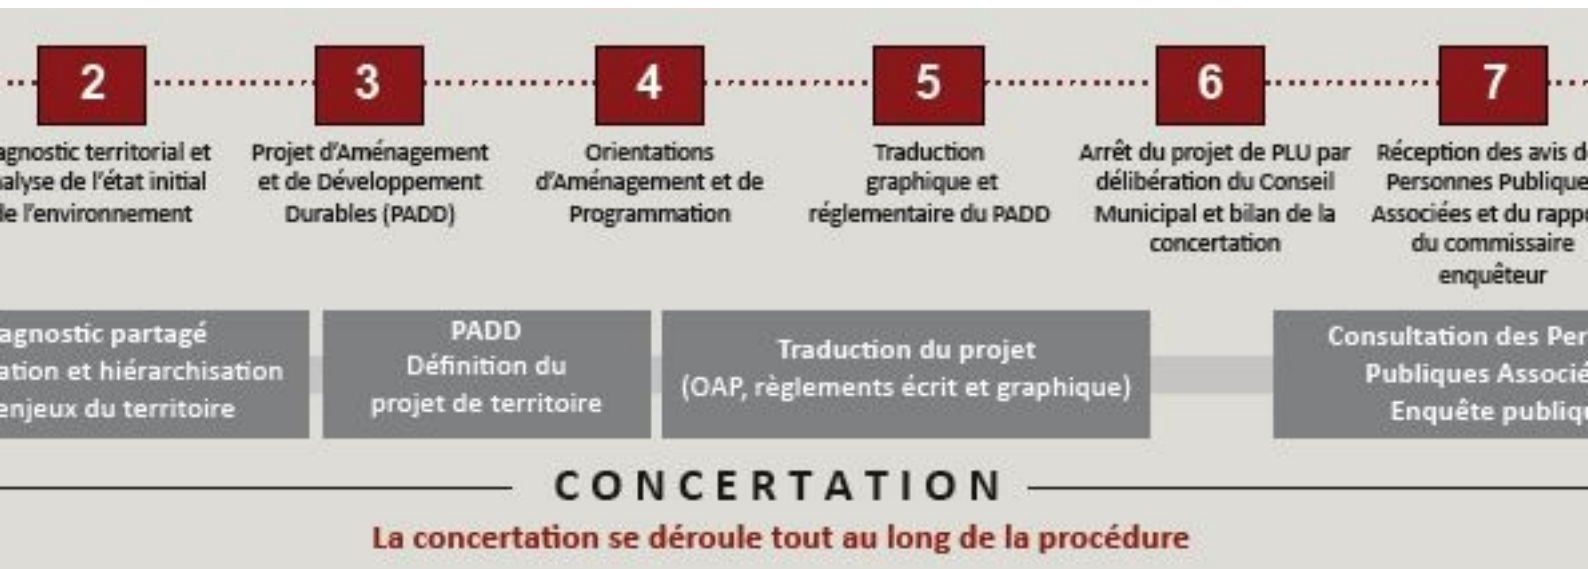 2
agnostic territorial et
alyse de l'état initial
de l'environnement
3
Projet d'Aménagement
et de Développement
Durables (PADD)
4
Orientations
d'Aménagement et de
Programmation
5
Traduction
graphique et
réglementaire du PADD
6
Arrêt du projet de PLU par
délibération du Conseil
Municipal et bilan de la
concertation
7
Réception des avis d
Personnes Publique
Associées et du rapp
du commissaire
enquêteur
agnostic partagé
ation et hiérarchisation
enjeux du territoire
PADD
Définition du
projet de territoire
Traduction du projet
(OAP, règlements écrit et graphique)
Consultation des Per
Publiques Associé
Enquête publiqu
CONCERTATION
La concertation se déroule tout au long de la procédure